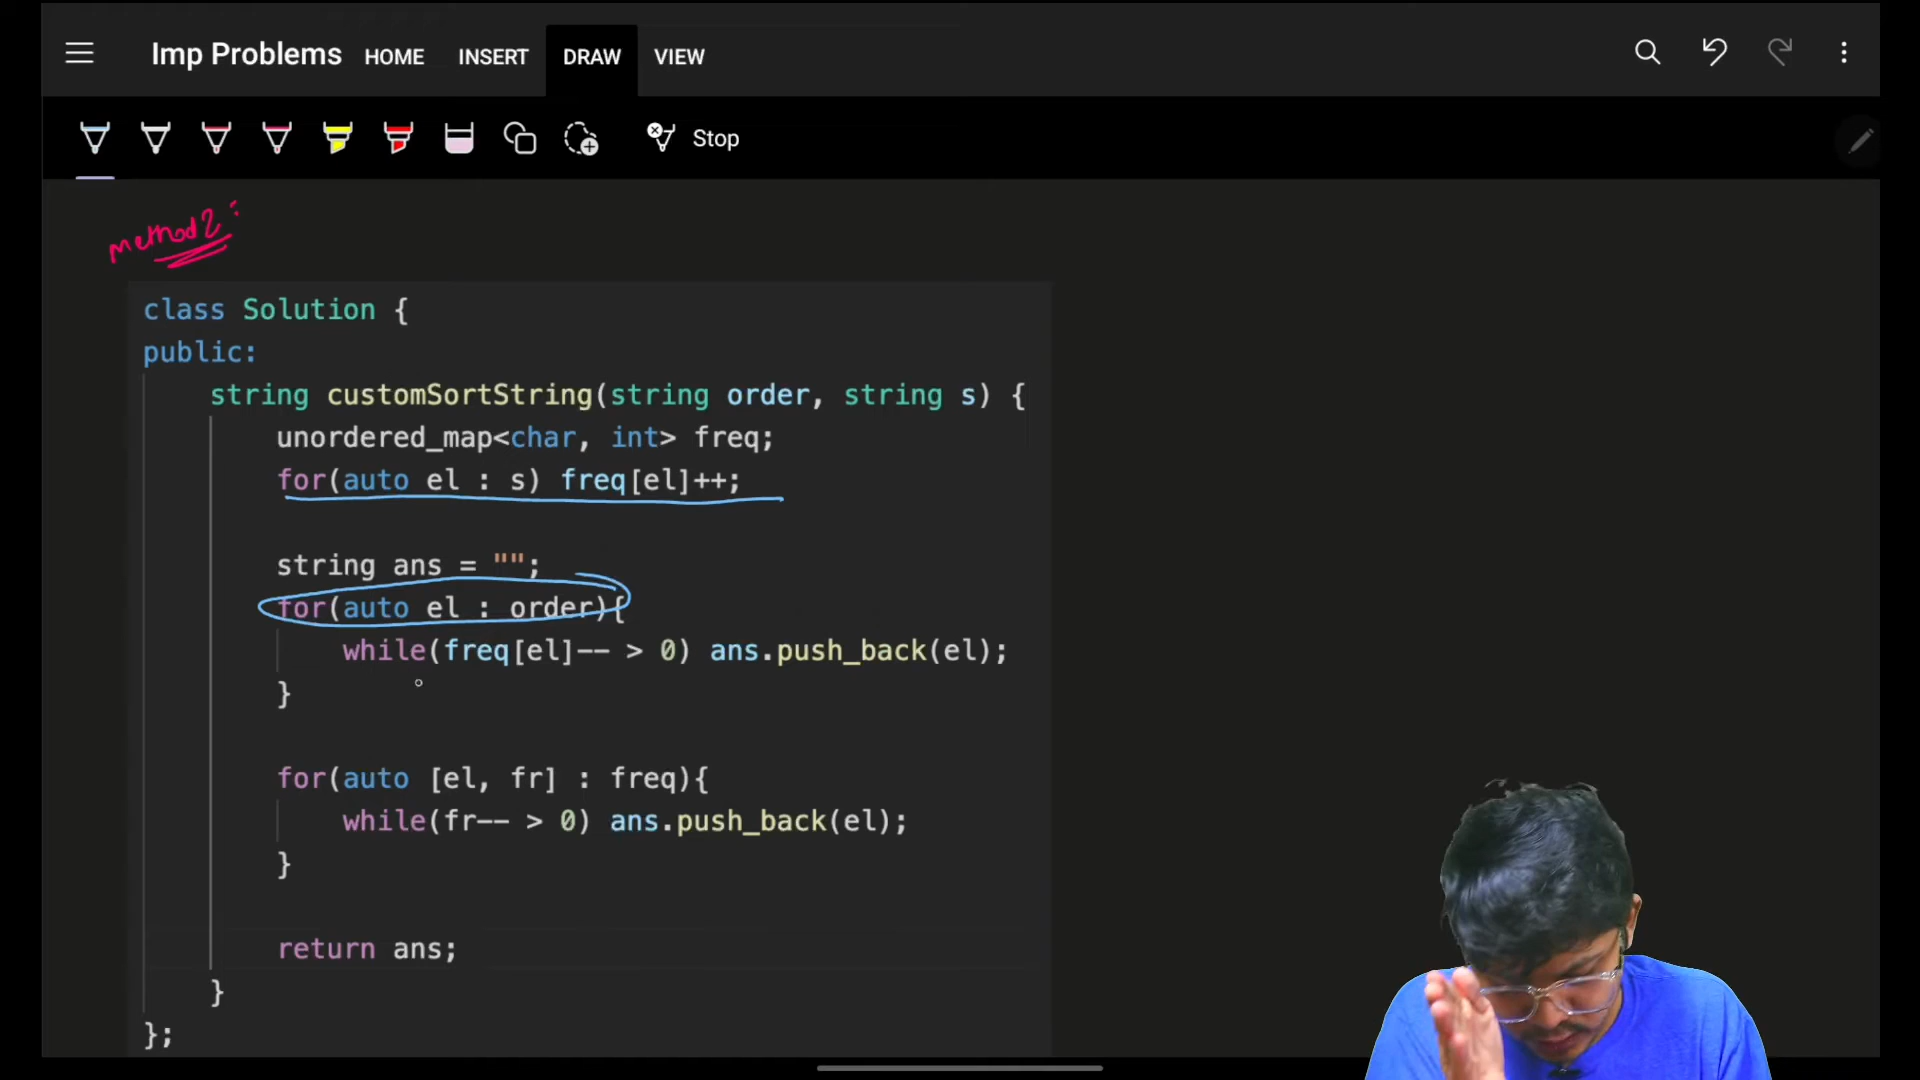 Imp Problems HOME INSERT DRAW VIEW
Stop
method 2:
class Solution {
public:
    string customSortString(string order, string s) {
        unordered_map<char, int> freq;
        for(auto el : s) freq[el]++;
        string ans = "";
        for(auto el : order){
            while(freq[el]-- > 0) ans.push_back(el);
        }
        for(auto [el, fr] : freq){
            while(fr-- > 0) ans.push_back(el);
        }
        return ans;
    }
};